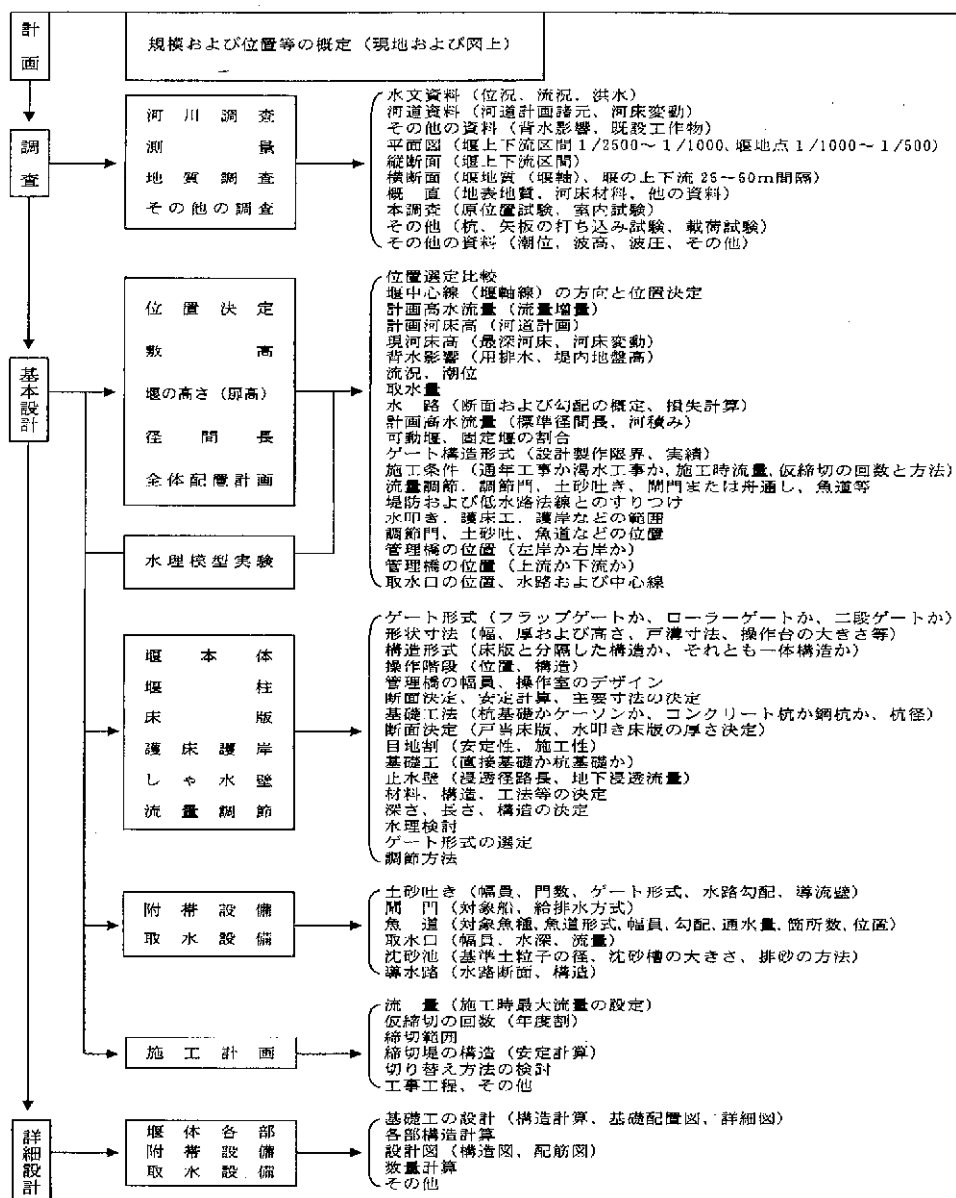 計画
規模および位置等の概定（現地および図上）
調査
河川調査
測量
地質調査
その他の調査
水文資料（位況、流況、洪水）
河道資料（河道計画諸元、河床変動）
その他の資料（背水影響、既設工作物）
平面図（堰上下流区間1/2500～1/1000、堰地点1/1000～1/500）
縦断面（堰上下流区間）
横断面（堰地質（堰軸）、堰の上下流25～50m間隔）
概　査（地表地質、河床材料、他の資料）
本調査（原位置試験、室内試験）
その他（杭、矢板の打ち込み試験、載荷試験）
その他の資料（潮位、波高、波圧、その他）
基本設計
位置決定
敷高
堰の高さ（扉高）
径間長
全体配置計画
水理模型実験
位置選定比較
堰中心線（堰軸線）の方向と位置決定
計画高水流量（流量増量）
計画河床高（河道計画）
現河床高（最深河床、河床変動）
背水影響（用排水、堤内地盤高）
流況、潮位
取水量
水　路（断面および勾配の概定、損失計算）
計画高水流量（標準径間長、河積み）
可動堰、固定堰の割合
ゲート構造形式（設計製作限界、実績）
施工条件（通年工事か渇水工事か、施工時流量、仮締切の回数と方法）
流量調節、調節門、土砂吐き、閘門または舟通し、魚道等
堤防および低水路法線とのすりつけ
水叩き、護床工、護岸などの範囲
調節門、土砂吐、魚道などの位置
管理橋の位置（左岸か右岸か）
管理橋の位置（上流か下流か）
取水口の位置、水路および中心線
堰本体
堰柱
床版
護床護岸
しゃ水壁
流量調節
ゲート形式（フラップゲートか、ローラーゲートか、二段ゲートか）
形状寸法（幅、厚および高さ、戸溝寸法、操作台の大きさ等）
構造形式（床版と分隔した構造か、それとも一体構造か）
操作階段（位置、構造）
管理橋の幅員、操作室のデザイン
断面決定、安定計算、主要寸法の決定
基礎工法（杭基礎かケーソンか、コンクリート杭か鋼杭か、杭径）
断面決定（戸当床版、水叩き床版の厚さ決定）
目地割（安定性、施工性）
基礎工（直接基礎か杭基礎か）
止水壁（浸透径路長、地下浸透流量）
材料、構造、工法等の決定
深さ、長さ、構造の決定
水理検討
ゲート形式の選定
調節方法
附帯設備
取水設備
土砂吐き（幅員、門数、ゲート形式、水路勾配、導流壁）
閘　門（対象船、給排水方式）
魚　道（対象魚種、魚道形式、幅員、勾配、通水量、箇所数、位置）
取水口（幅員、水深、流量）
沈砂池（基準土粒子の径、沈砂槽の大きさ、排砂の方法）
導水路（水路断面、構造）
施工計画
流　量（施工時最大流量の設定）
仮締切の回数（年度割）
締切範囲
締切堤の構造（安定計算）
切り替え方法の検討
工事工程、その他
詳細設計
堰体各部
附帯設備
取水設備
基礎工の設計（構造計算、基礎配置図、詳細図）
各部構造計算
設計図（構造図、配筋図）
数量計算
その他